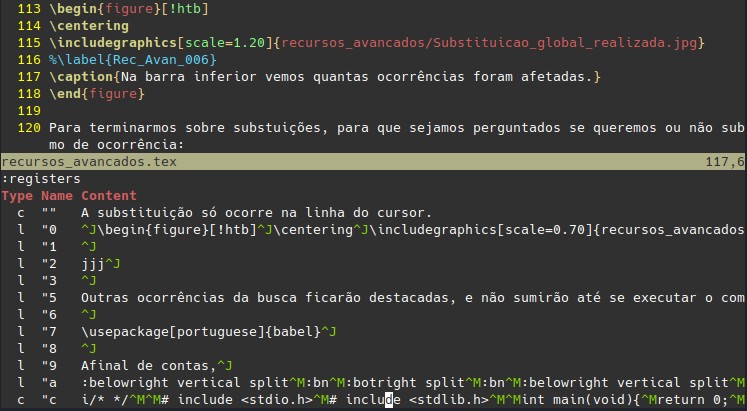 113 \begin{figure}[!htb]
114 \centering
115 \includegraphics[scale=1.20]{recursos_avancados/Substituicao_global_realizada.jpg}
116 %\label{Rec_Avan_006}
117 \caption{Na barra inferior vemos quantas ocorrências foram afetadas.}
118 \end{figure}
119
120 Para terminarmos sobre substuições, para que sejamos perguntados se queremos ou não sub
mo de ocorrência:
recursos_avancados.tex 117,6
:registers
Type Name Content
c "" A substituição só ocorre na linha do cursor.
l "0 ^J\begin{figure}[!htb]^J\centering^J\includegraphics[scale=0.70]{recursos_avancados
l "1 ^J
l "2 jjj^J
l "3 ^J
l "5 Outras ocorrências da busca ficarão destacadas, e não sumirão até se executar o com
l "6 ^J
l "7 \usepackage[portuguese]{babel}^J
l "8 ^J
l "9 Afinal de contas,^J
l "a :belowright vertical split^M:bn^M:botright split^M:bn^M:belowright vertical split^M
c "c i/* */^M^M# include <stdio.h>^M# include <stdlib.h>^M^Mint main(void){^Mreturn 0;^M